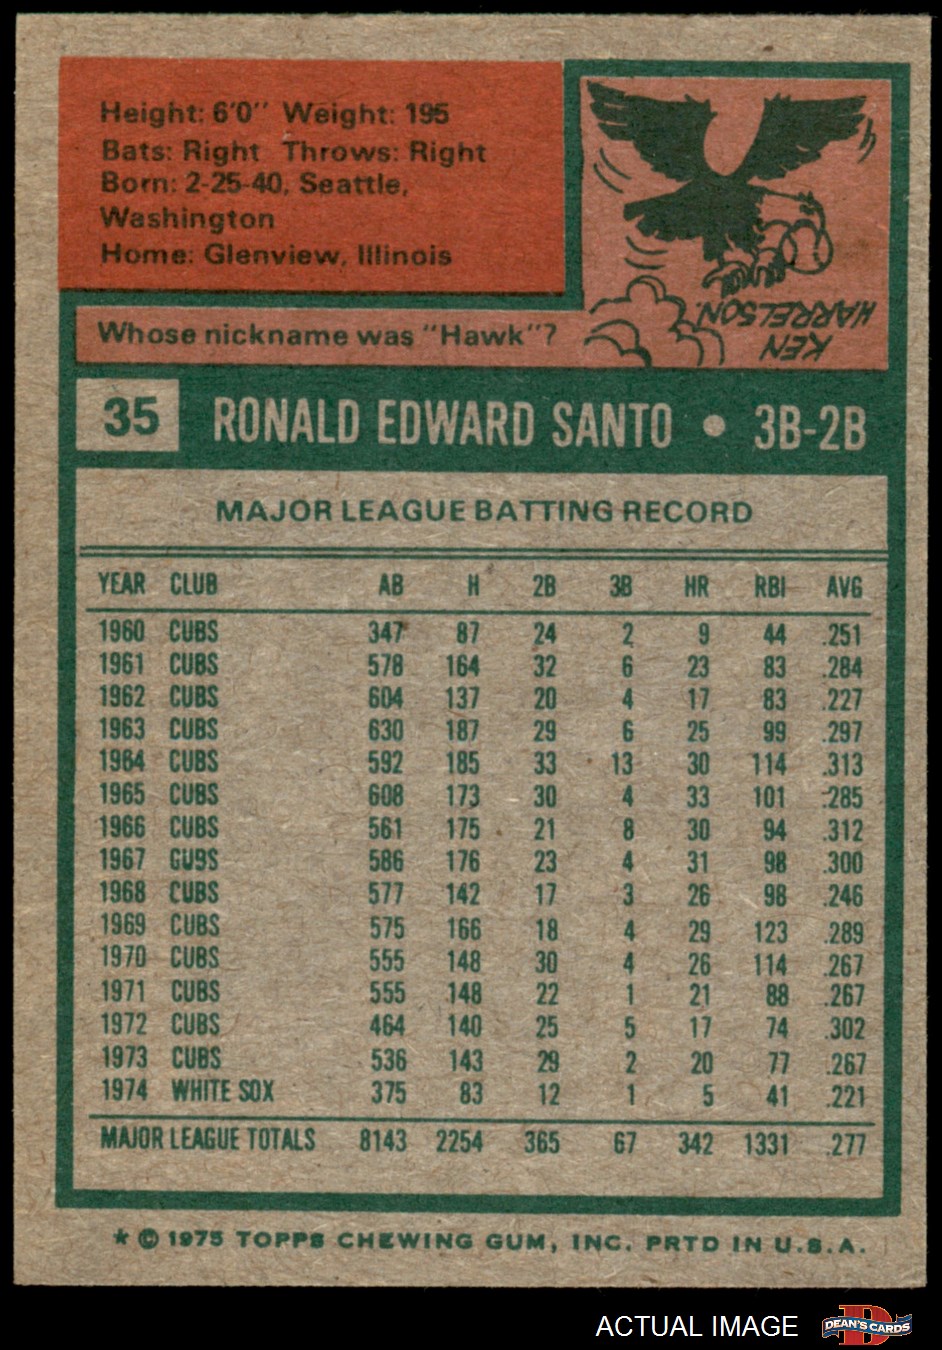 Height: 6'0" Weight: 195
Bats: Right Throws: Right
Born: 2-25-40, Seattle,
Washington
Home: Glenview, Illinois
Whose nickname was "Hawk"?
KEN
HARRELSON.
35 RONALD EDWARD SANTO • 3B-2B
MAJOR LEAGUE BATTING RECORD
YEAR CLUB AB H 2B 3B HR RBI AVG
1960 CUBS 347 87 24 2 9 44 .251
1961 CUBS 578 164 32 6 23 83 .284
1962 CUBS 604 137 20 4 17 83 .227
1963 CUBS 630 187 29 6 25 99 .297
1964 CUBS 592 185 33 13 30 114 .313
1965 CUBS 608 173 30 4 33 101 .285
1966 CUBS 561 175 21 8 30 94 .312
1967 CUBS 586 176 23 4 31 98 .300
1968 CUBS 577 142 17 3 26 98 .246
1969 CUBS 575 166 18 4 29 123 .289
1970 CUBS 555 148 30 4 26 114 .267
1971 CUBS 555 148 22 1 21 88 .267
1972 CUBS 464 140 25 5 17 74 .302
1973 CUBS 536 143 29 2 20 77 .267
1974 WHITE SOX 375 83 12 1 5 41 .221
MAJOR LEAGUE TOTALS 8143 2254 365 67 342 1331 .277
* © 1975 TOPPS CHEWING GUM, INC. PRTD IN U.S.A.
ACTUAL IMAGE
D
DEAN'S CARDS